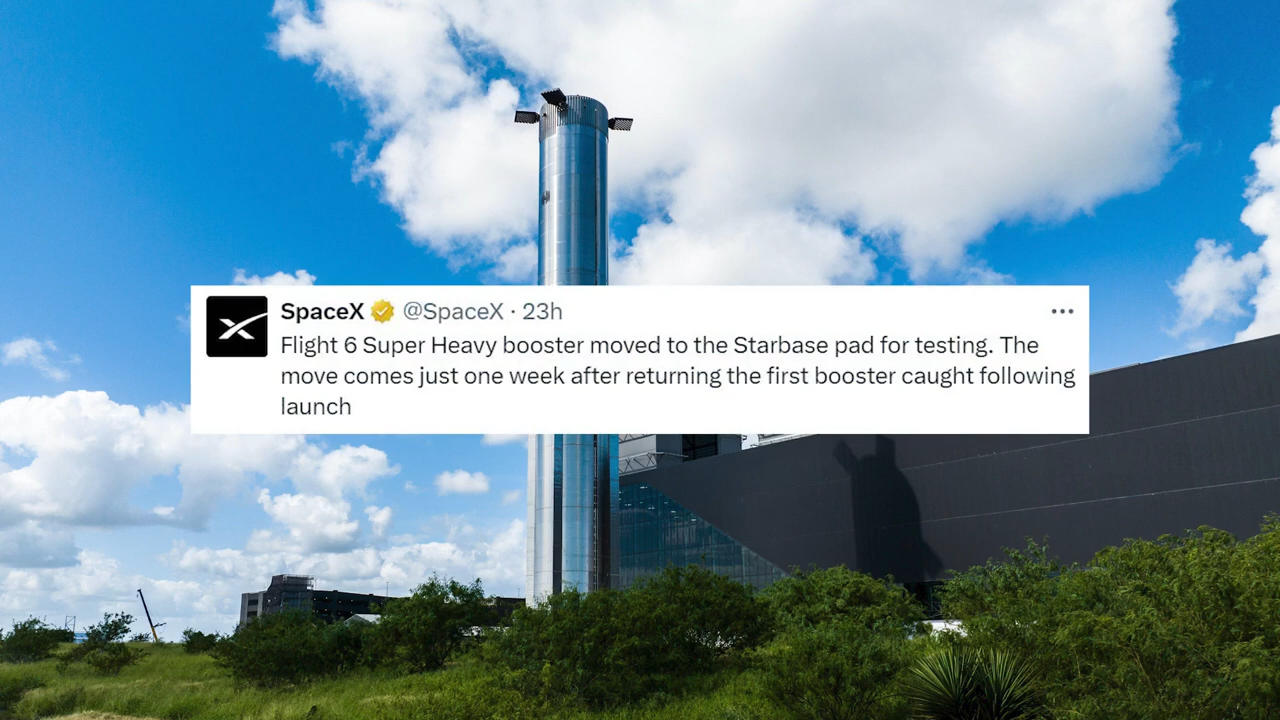 SpaceX @SpaceX · 23h
Flight 6 Super Heavy booster moved to the Starbase pad for testing. The
move comes just one week after returning the first booster caught following
launch